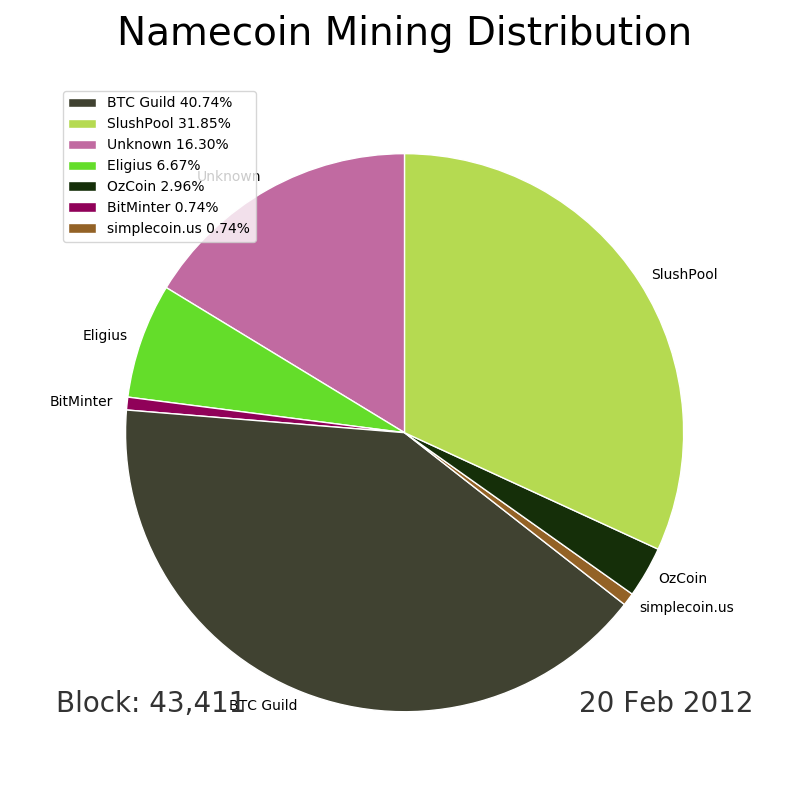 Namecoin Mining Distribution
BTC Guild 40.74%
SlushPool 31.85%
Unknown 16.30%
Eligius 6.67%
OzCoin 2.96%
BitMinter 0.74%
simplecoin.us 0.74%
Unknown
SlushPool
Eligius
BitMinter
OzCoin
simplecoin.us
BTC Guild
Block: 43,411
20 Feb 2012